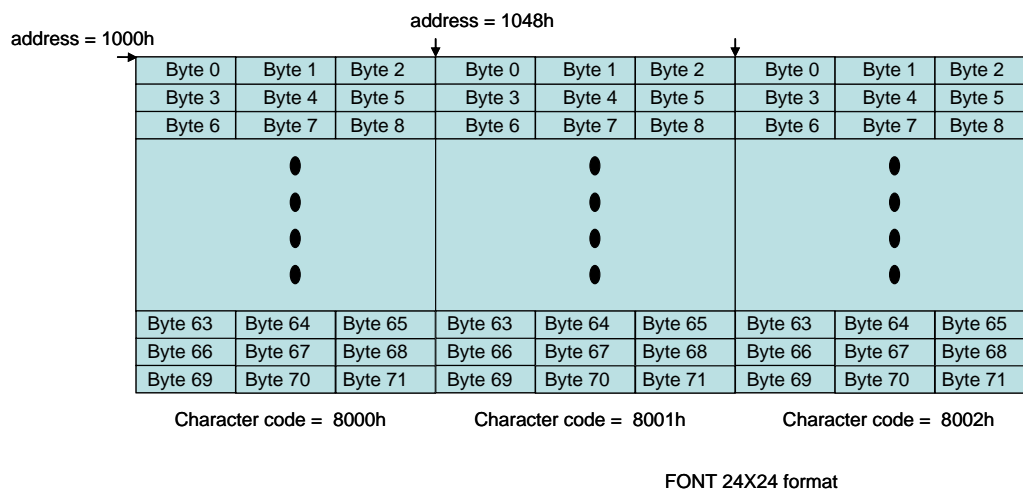 address = 1048h
address = 1000h
Byte 0 Byte 1 Byte 2 Byte 0 Byte 1 Byte 2 Byte 0 Byte 1 Byte 2
Byte 3 Byte 4 Byte 5 Byte 3 Byte 4 Byte 5 Byte 3 Byte 4 Byte 5
Byte 6 Byte 7 Byte 8 Byte 6 Byte 7 Byte 8 Byte 6 Byte 7 Byte 8
Byte 63 Byte 64 Byte 65 Byte 63 Byte 64 Byte 65 Byte 63 Byte 64 Byte 65
Byte 66 Byte 67 Byte 68 Byte 66 Byte 67 Byte 68 Byte 66 Byte 67 Byte 68
Byte 69 Byte 70 Byte 71 Byte 69 Byte 70 Byte 71 Byte 69 Byte 70 Byte 71
Character code = 8000h Character code = 8001h Character code = 8002h
FONT 24X24 format